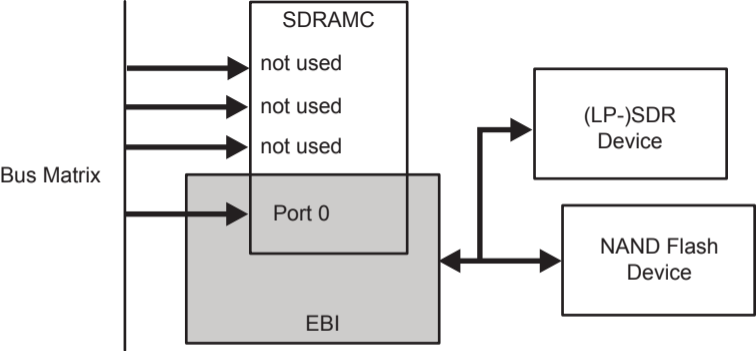 SDRAMC
not used
not used
not used
Bus Matrix
Port 0
EBI
(LP-)SDR
Device
NAND Flash
Device